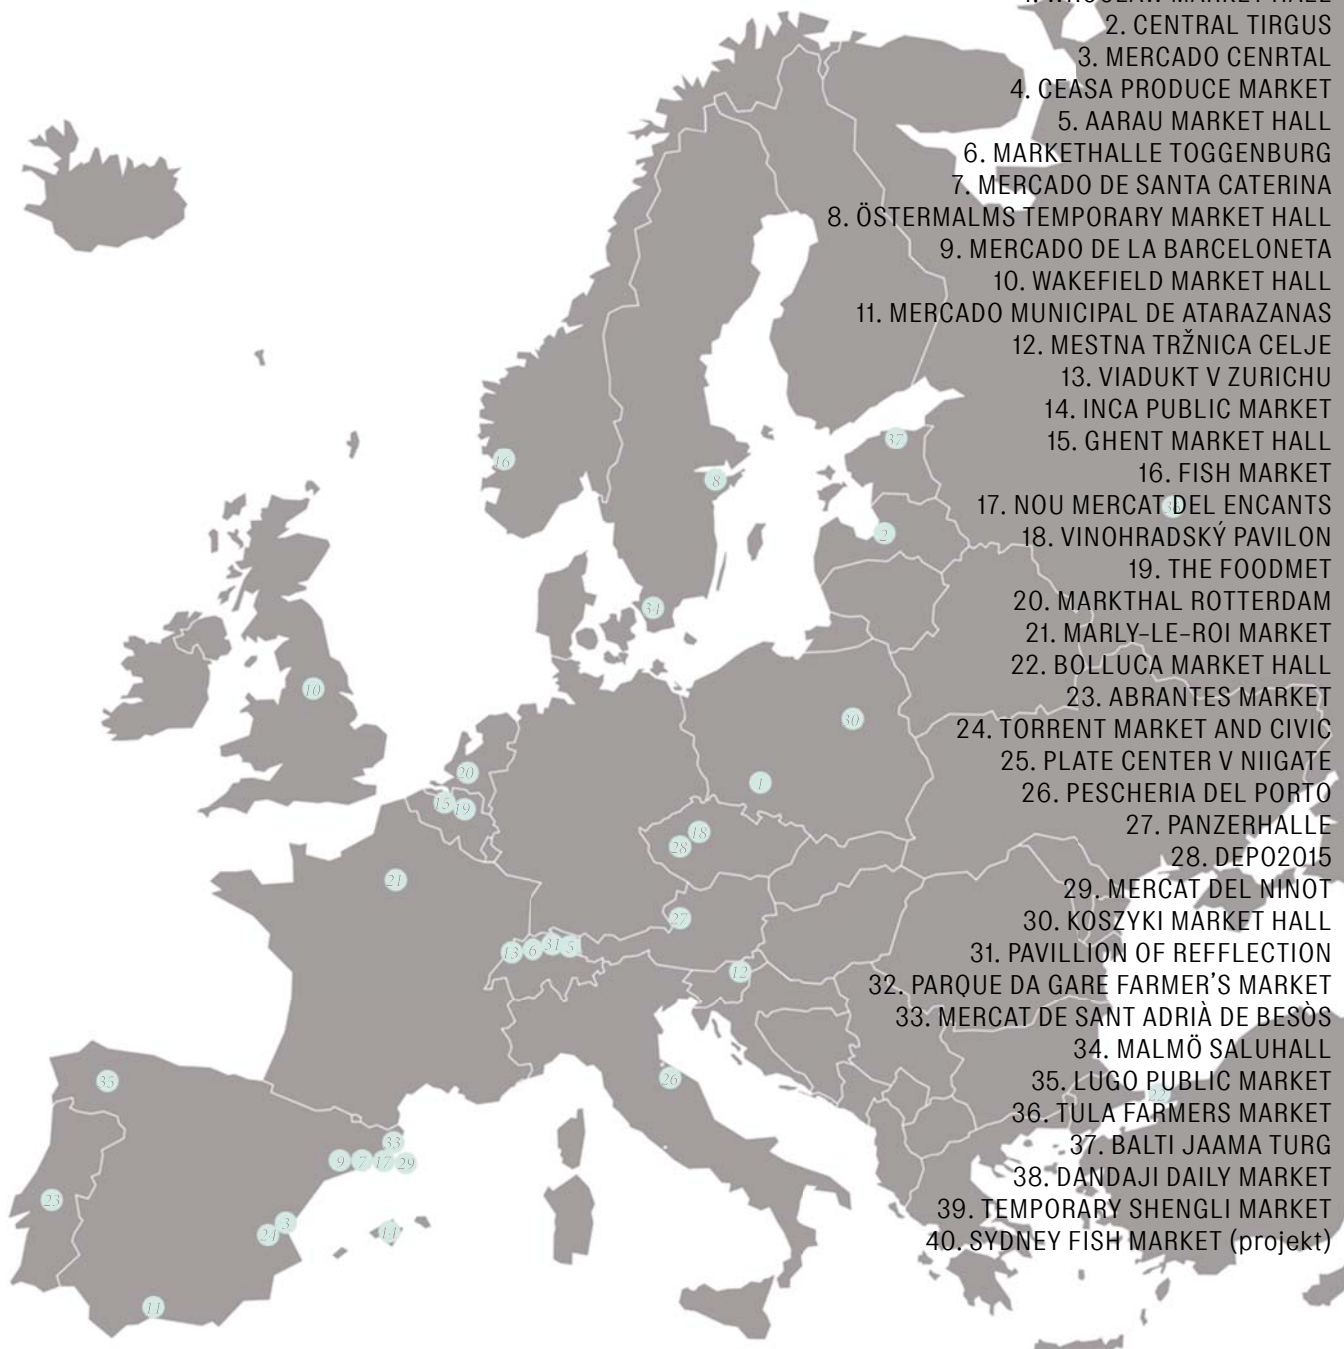 1. WROCLAW MARKET HALL
2. CENTRAL TIRGUS
3. MERCADO CENRTAL
4. CEASA PRODUCE MARKET
5. AARAU MARKET HALL
6. MARKETHALLE TOGGENBURG
7. MERCADO DE SANTA CATERINA
8. ÖSTERMALMS TEMPORARY MARKET HALL
9. MERCADO DE LA BARCELONETA
10. WAKEFIELD MARKET HALL
11. MERCADO MUNICIPAL DE ATARAZANAS
12. MESTNA TRŽNICA CELJE
13. VIADUKT V ZURICHU
14. INCA PUBLIC MARKET
15. GHENT MARKET HALL
16. FISH MARKET
17. NOU MERCAT DEL ENCANTS
18. VINOHRADSKÝ PAVILON
19. THE FOODMET
20. MARKTHAL ROTTERDAM
21. MARLY-LE-ROI MARKET
22. BOLLUCA MARKET HALL
23. ABRANTES MARKET
24. TORRENT MARKET AND CIVIC
25. PLATE CENTER V NIIGATE
26. PESCHERIA DEL PORTO
27. PANZERHALLE
28. DEPO2015
29. MERCAT DEL NINOT
30. KOSZYKI MARKET HALL
31. PAVILLION OF REFFLECTION
32. PARQUE DA GARE FARMER'S MARKET
33. MERCAT DE SANT ADRIÀ DE BESÒS
34. MALMÖ SALUHALL
35. LUGO PUBLIC MARKET
36. TULA FARMERS MARKET
37. BALTI JAAMA TURG
38. DANDAJI DAILY MARKET
39. TEMPORARY SHENGLI MARKET
40. SYDNEY FISH MARKET (projekt)
37
16
8
2
34
10
30
20
1
15
19
18
28
21
27
13
6
31
5
12
26
35
22
33
9
7
17
29
23
3
24
14
11